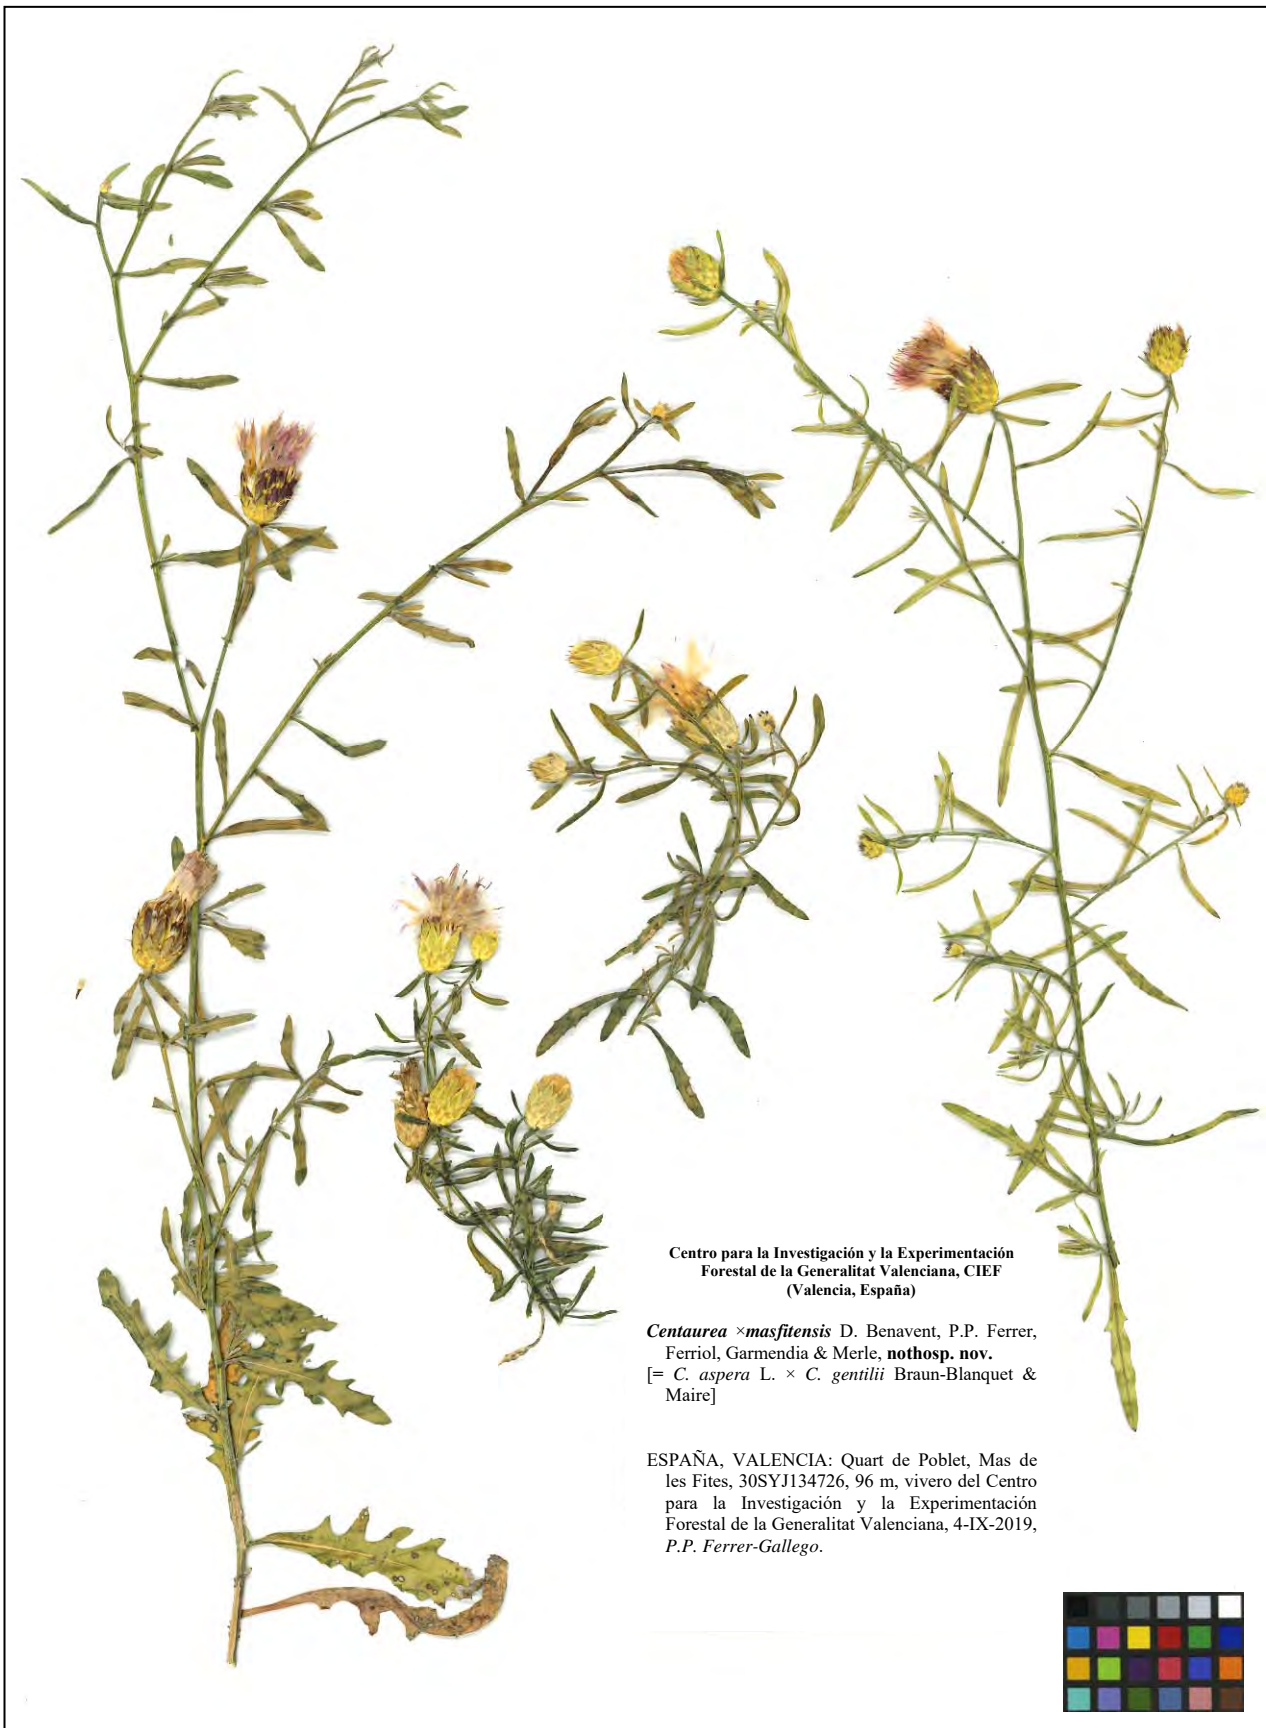 Centro para la Investigación y la Experimentación
Forestal de la Generalitat Valenciana, CIEF
(Valencia, España)
Centaurea ×masfitensis D. Benavent, P.P. Ferrer,
Ferriol, Garmendia & Merle, nothosp. nov.
[= C. aspera L. × C. gentilii Braun-Blanquet &
Maire]
ESPAÑA, VALENCIA: Quart de Poblet, Mas de
les Fites, 30SYJ134726, 96 m, vivero del Centro
para la Investigación y la Experimentación
Forestal de la Generalitat Valenciana, 4-IX-2019,
P.P. Ferrer-Gallego.